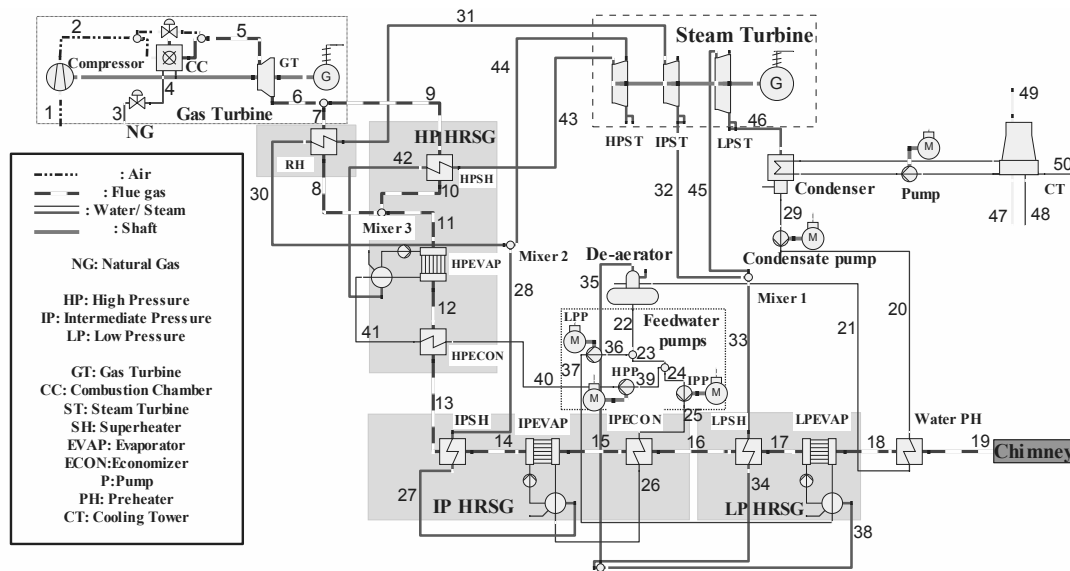 31
2
5
Steam Turbine
Compressor
CC
GT
G
44
4
1
3
NG
Gas Turbine
6
7
9
43
G
49
HP HRSG
HPST
IPST
LPST
46
M
RH
42
HPSH
30
8
10
32
45
Condenser
Pump
50
CT
: Air
: Flue gas
: Water/ Steam
: Shaft
Mixer 3
11
Mixer 2
29
M
47
48
Condensate pump
NG: Natural Gas
HP: High Pressure
IP: Intermediate Pressure
LP: Low Pressure
GT: Gas Turbine
CC: Combustion Chamber
ST: Steam Turbine
SH: Superheater
EVAP: Evaporator
ECON:Economizer
P:Pump
PH: Preheater
CT: Cooling Tower
HPEVAP
De-aerator
35
Mixer 1
28
12
20
41
22
Feedwater
pumps
LPP
M
36
23
21
33
HPECON
37
HPP
39
24
IPP
M
40
M
25
13
IPSH
IPEVAP
IPECON
LPSH
LPEVAP
Water PH
14
15
16
17
18
19
Chimney
27
26
34
IP HRSG
LP HRSG
38